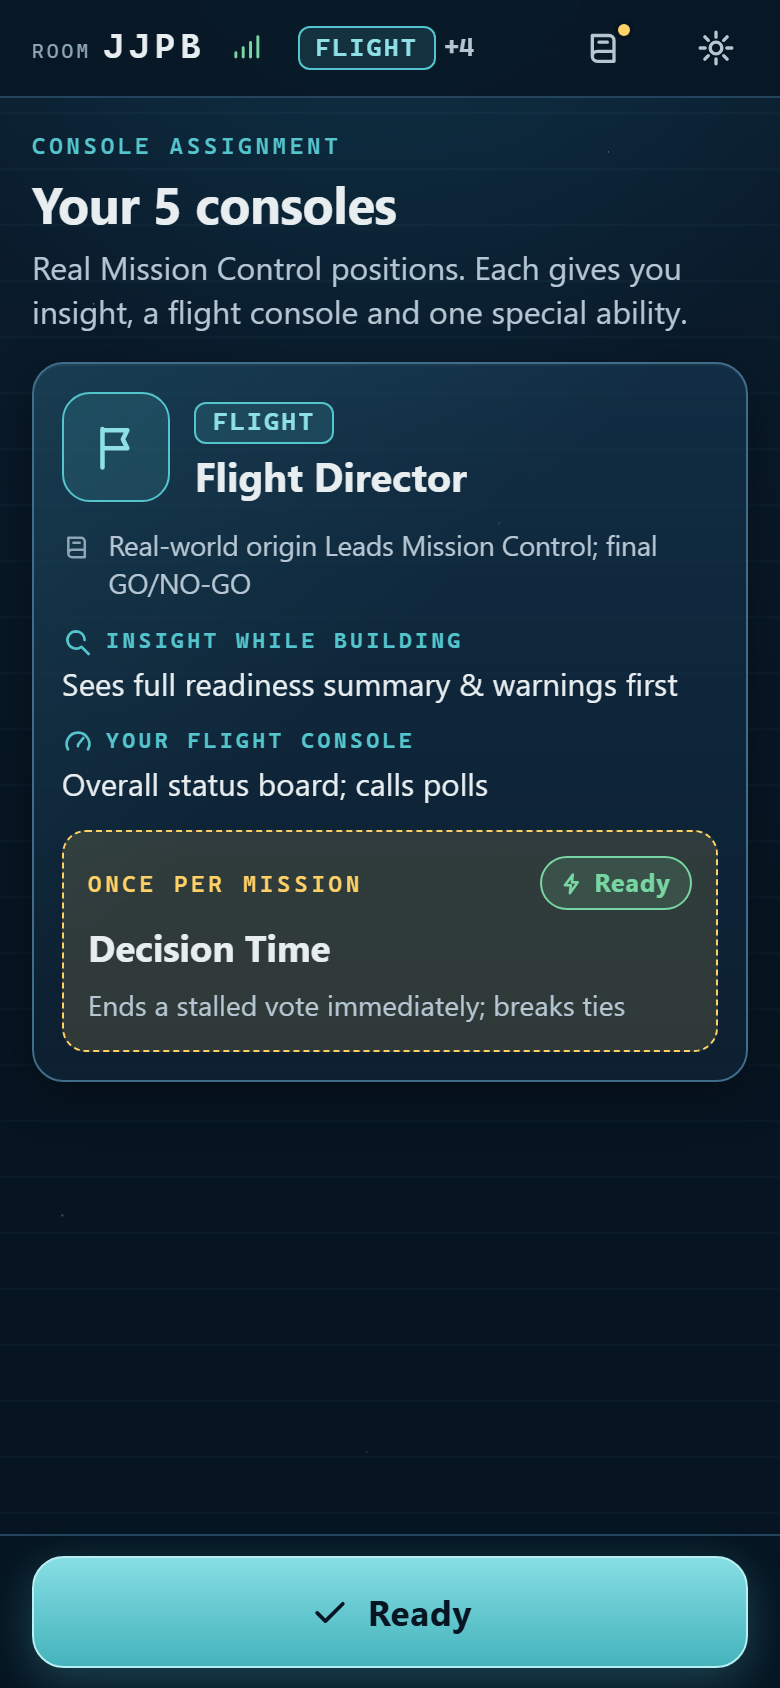 ROOM JJPB FLIGHT +4
CONSOLE ASSIGNMENT
Your 5 consoles
Real Mission Control positions. Each gives you
insight, a flight console and one special ability.
FLIGHT
Flight Director
Real-world origin Leads Mission Control; final
GO/NO-GO
INSIGHT WHILE BUILDING
Sees full readiness summary & warnings first
YOUR FLIGHT CONSOLE
Overall status board; calls polls
ONCE PER MISSION Ready
Decision Time
Ends a stalled vote immediately; breaks ties
Ready